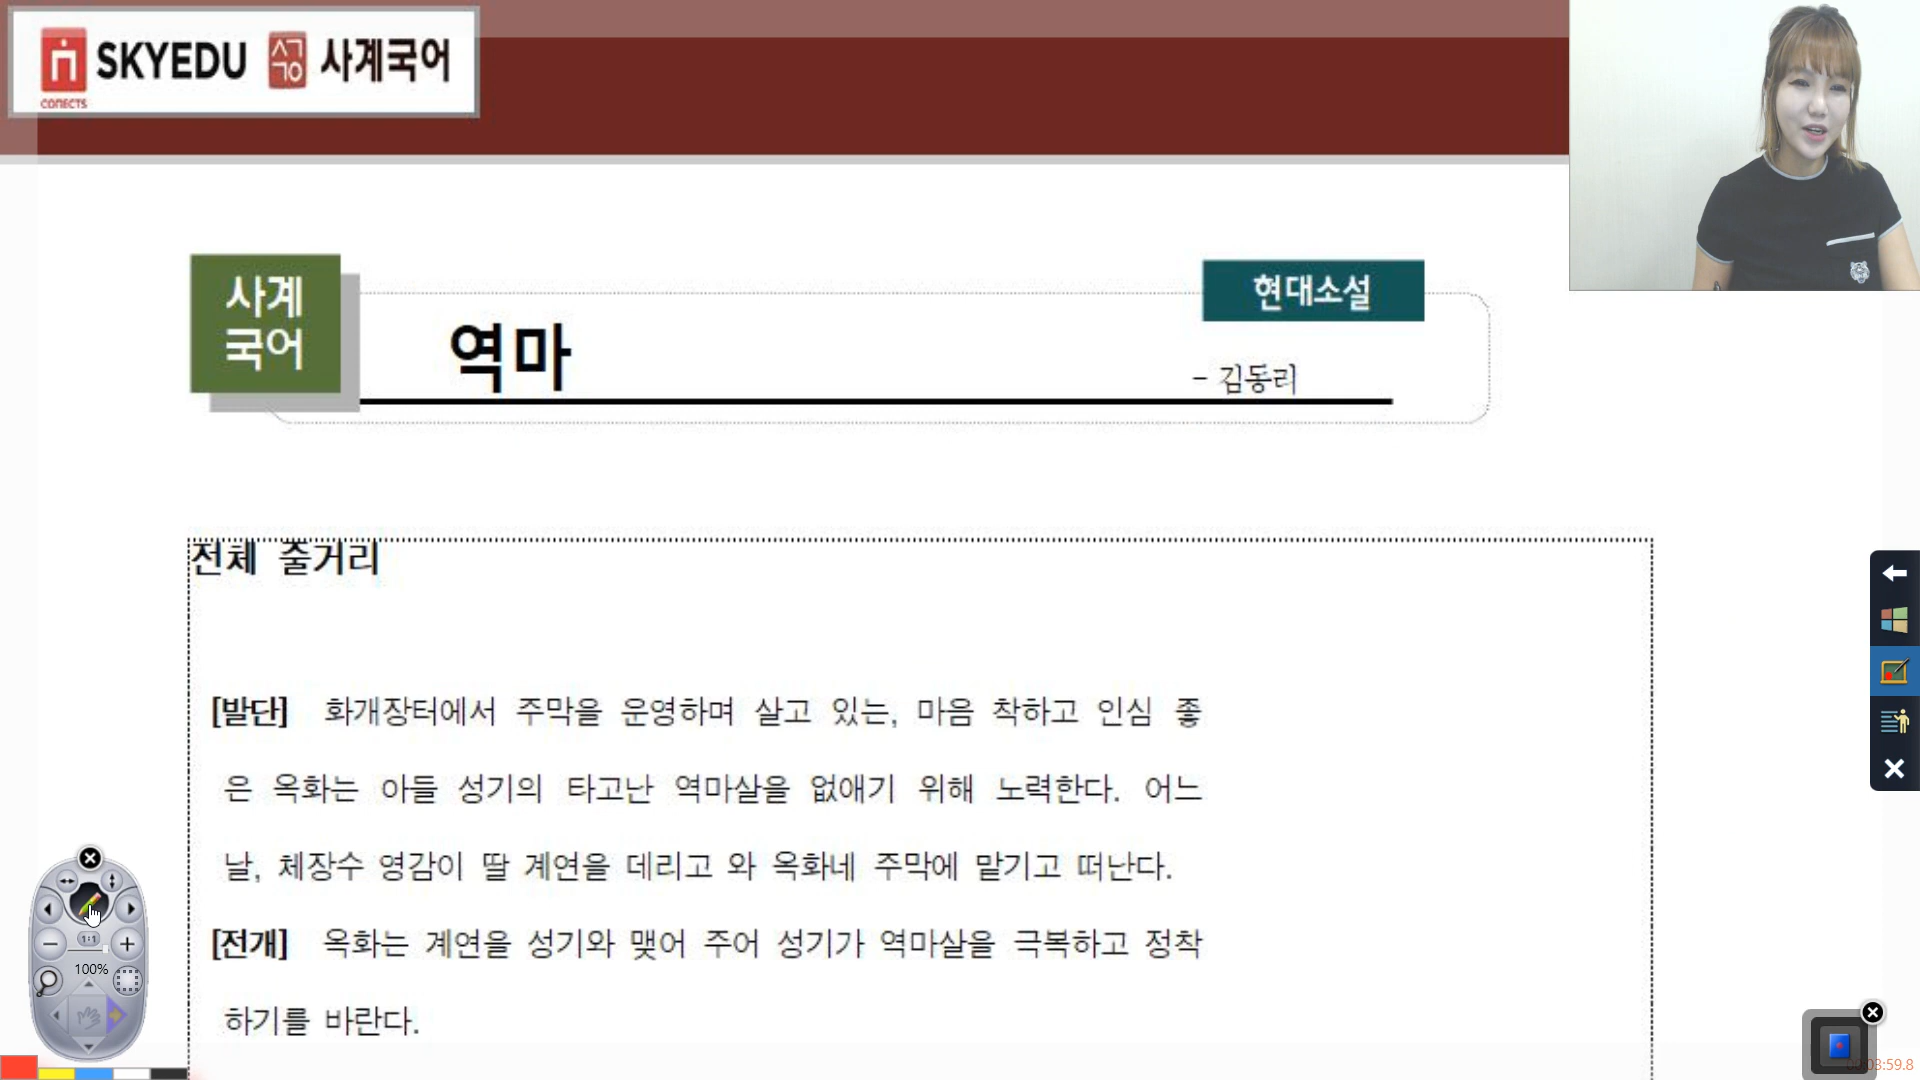 CONECTS
SKYEDU 사계국어
사계
국어
역마
현대소설
- 김동리
전체 줄거리
[발단] 화개장터에서 주막을 운영하며 살고 있는, 마음 착하고 인심 좋
은 옥화는 아들 성기의 타고난 역마살을 없애기 위해 노력한다. 어느
날, 체장수 영감이 딸 계연을 데리고 와 옥화네 주막에 맡기고 떠난다.
[전개] 옥화는 계연을 성기와 맺어 주어 성기가 역마살을 극복하고 정착
하기를 바란다.
1:1
100%